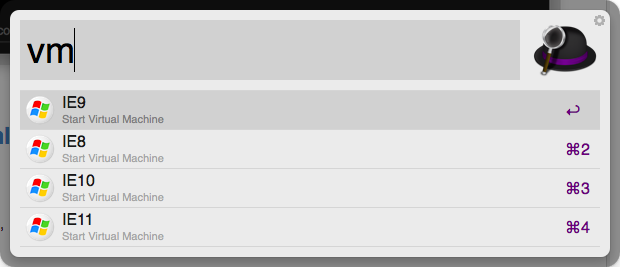 vm
IE9
Start Virtual Machine
↩
IE8
Start Virtual Machine
⌘2
IE10
Start Virtual Machine
⌘3
IE11
Start Virtual Machine
⌘4